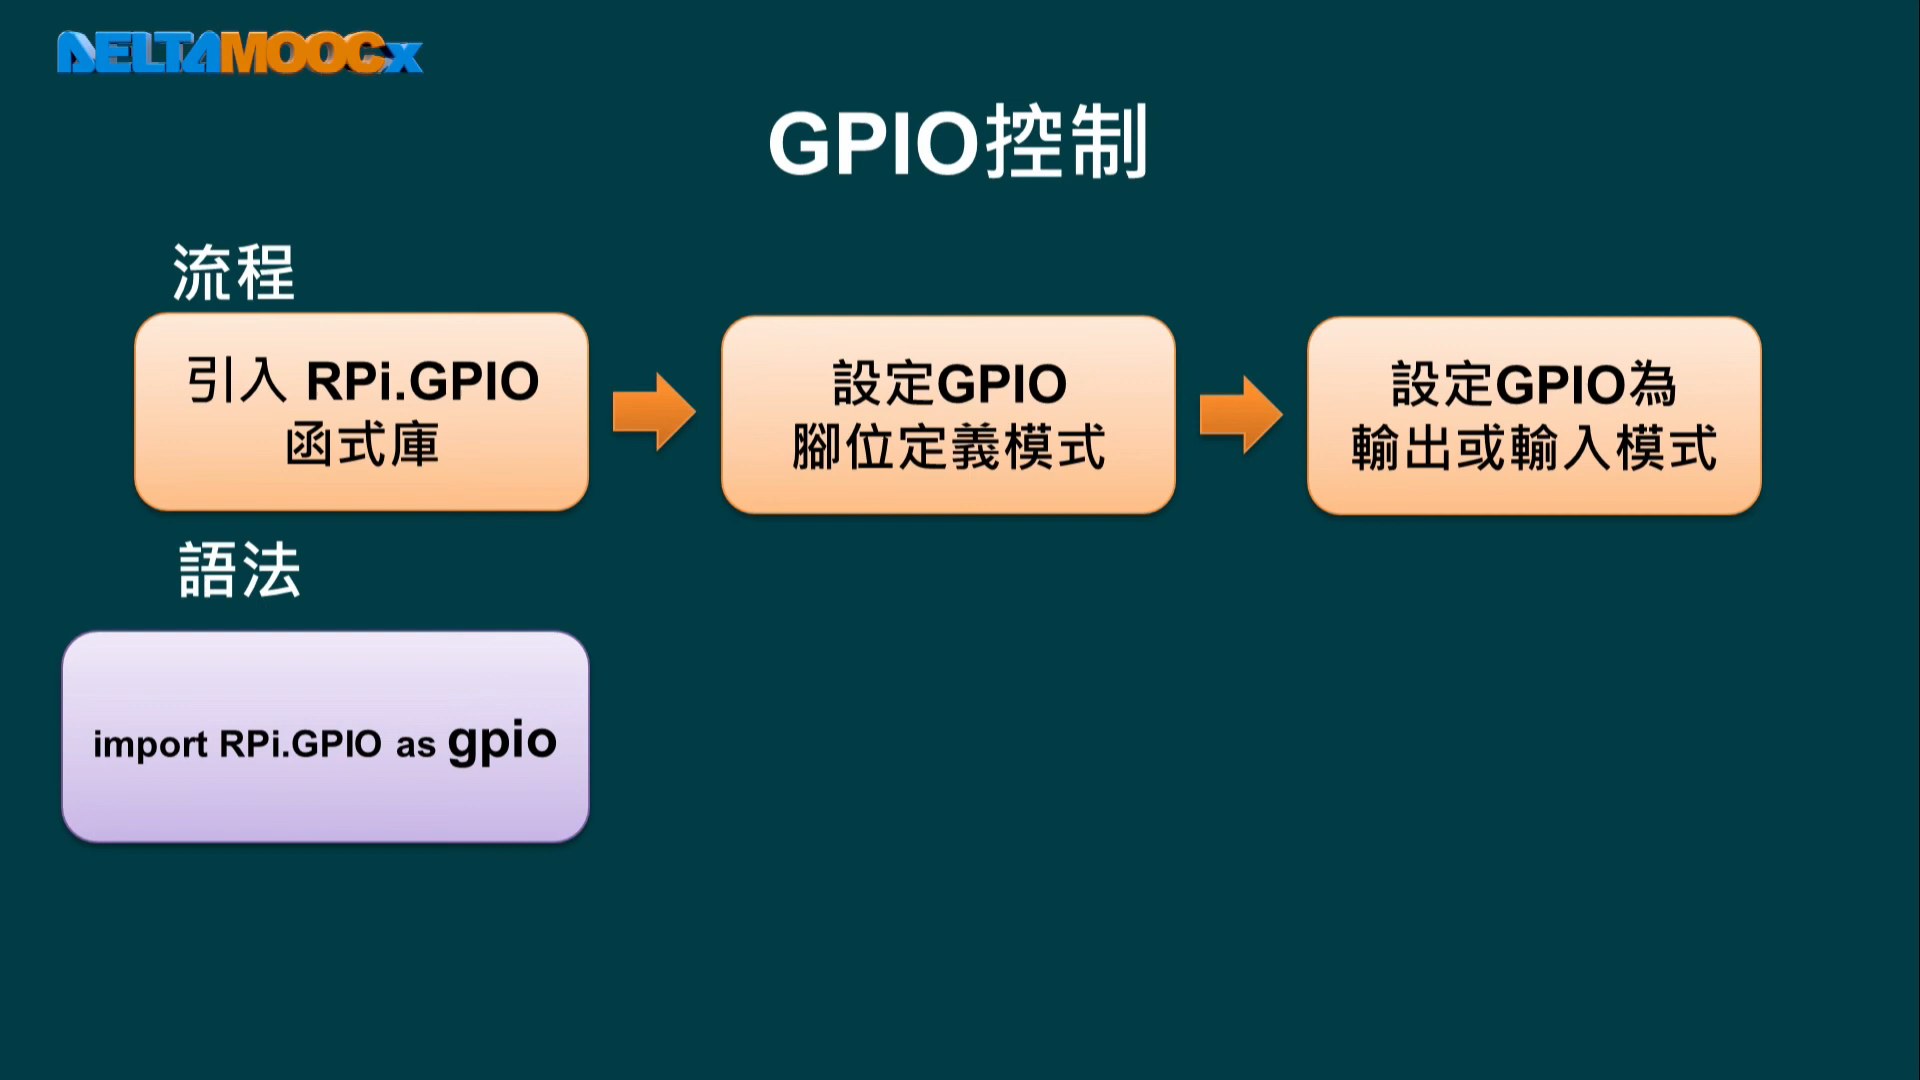 DELTAMOOCx
GPIO控制
流程
引入 RPi.GPIO
函式庫
設定GPIO
腳位定義模式
設定GPIO為
輸出或輸入模式
語法
import RPi.GPIO as gpio